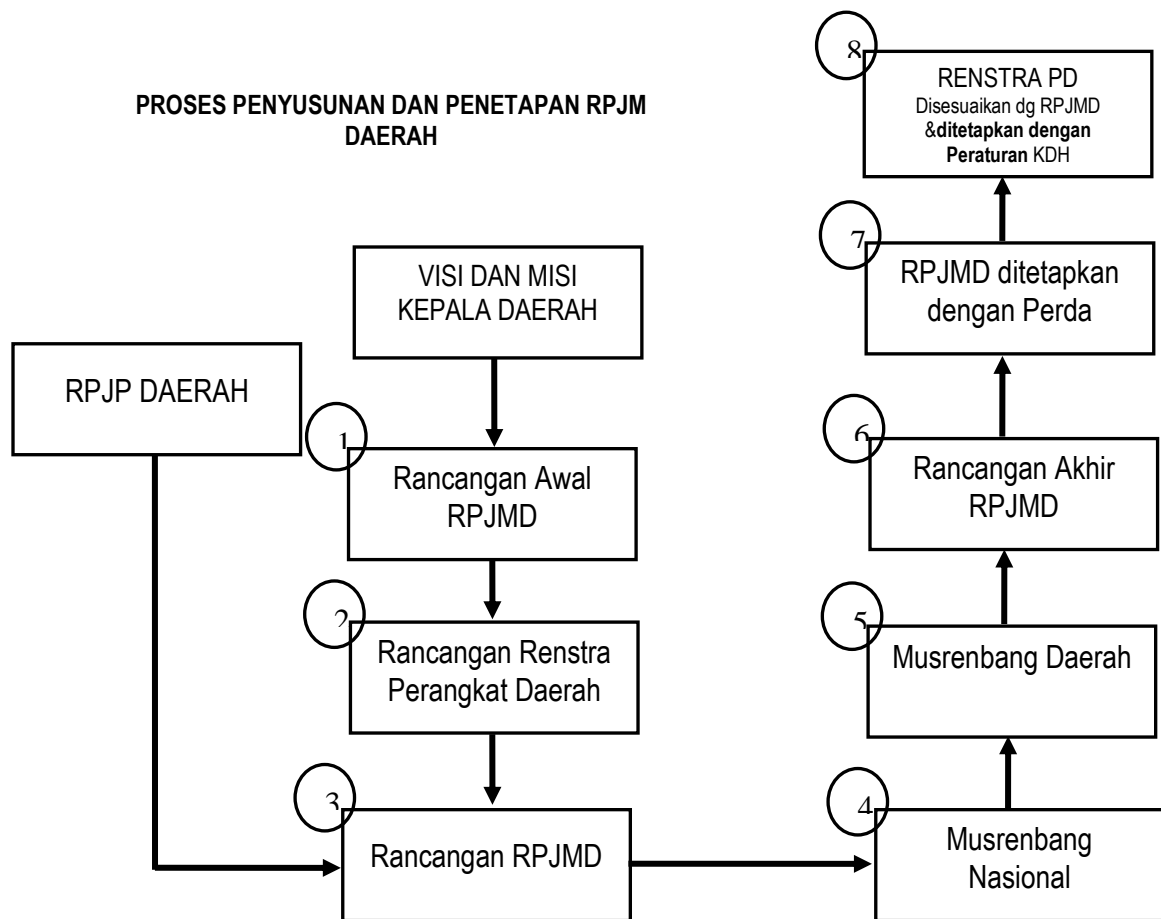 PROSES PENYUSUNAN DAN PENETAPAN RPJM
DAERAH
RPJP DAERAH
VISI DAN MISI
KEPALA DAERAH
1
Rancangan Awal
RPJMD
2
Rancangan Renstra
Perangkat Daerah
3
Rancangan RPJMD
4
Musrenbang
Nasional
5
Musrenbang Daerah
6
Rancangan Akhir
RPJMD
7
RPJMD ditetapkan
dengan Perda
8
RENSTRA PD
Disesuaikan dg RPJMD
&ditetapkan dengan
Peraturan KDH